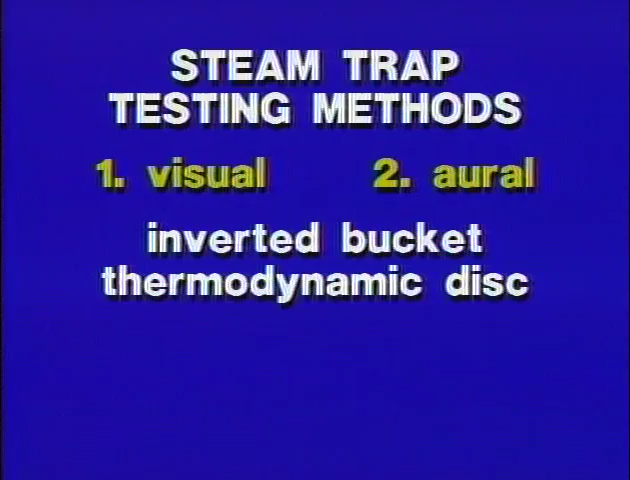 STEAM TRAP
TESTING METHODS
1. visual 2. aural
inverted bucket
thermodynamic disc